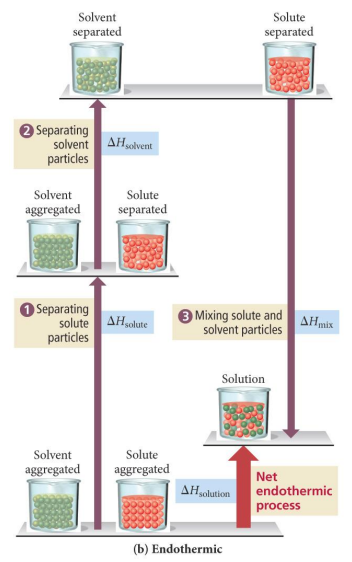 Solvent
separated
Solute
separated
2 Separating
solvent
particles
ΔHsolvent
Solvent
aggregated
Solute
separated
1 Separating
solute
particles
ΔHsolute
3 Mixing solute and
solvent particles
ΔHmix
Solution
Solvent
aggregated
Solute
aggregated
ΔHsolution
Net
endothermic
process
(b) Endothermic